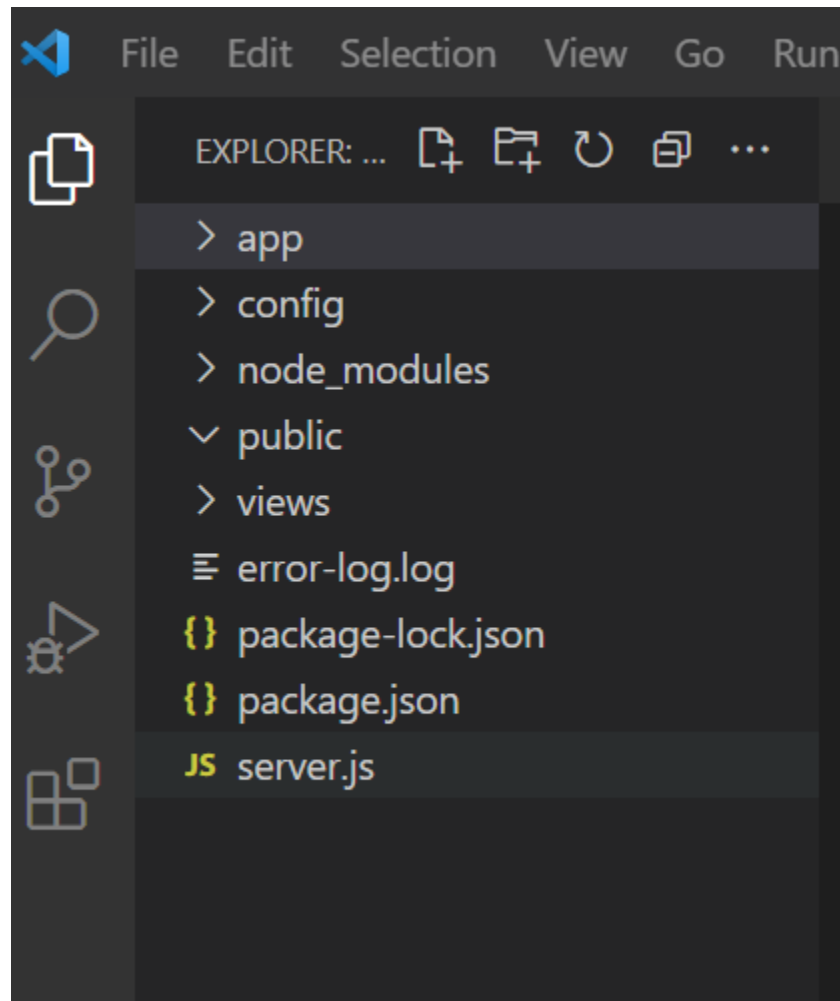 File Edit Selection View Go Run
EXPLORER: ...
app
config
node_modules
public
views
error-log.log
{} package-lock.json
{} package.json
JS server.js